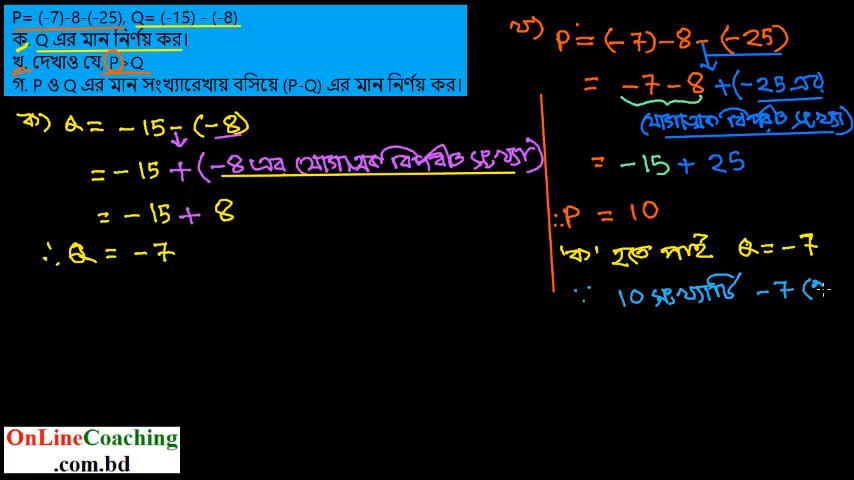 P= (-7)-8-(-25), Q= (-15) - (-8)
ক. Q এর মান নির্ণয় কর।
খ. দেখাও যে, P>Q
গ. P ও Q এর মান সংখ্যারেখায় বসিয়ে (P-Q) এর মান নির্ণয় কর।
ক) Q = -15 - (-8)
= -15 + (-8 এর যোগাত্মক বিপরীত সংখ্যা)
= -15 + 8
∴ Q = -7
খ) P = (-7)-8 - (-25)
= -7-8 + (-25 এর
যোগাত্মক বিপরীত সংখ্যা)
= -15 + 25
∴ P = 10
'ক' হতে পাই Q = -7
∵ 10 সংখ্যাটি -7 (
OnLineCoaching
.com.bd